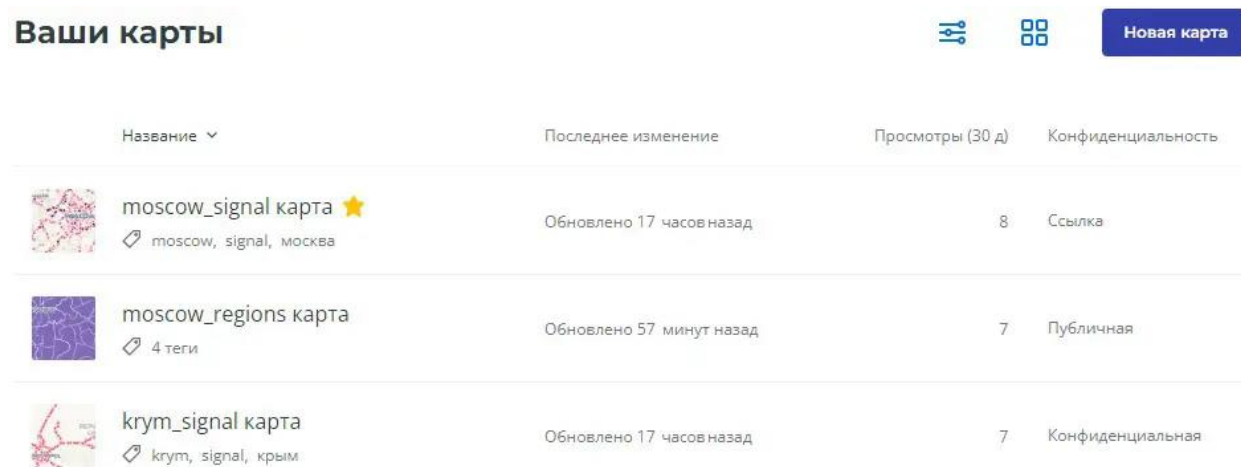 Ваши карты
Новая карта
Название Последнее изменение Просмотры (30 д) Конфиденциальность
moscow_signal карта
Обновлено 17 часов назад 8 Ссылка
moscow, signal, москва
moscow_regions карта
Обновлено 57 минут назад 7 Публичная
4 теги
krym_signal карта
Обновлено 17 часов назад 7 Конфиденциальная
krym, signal, крым